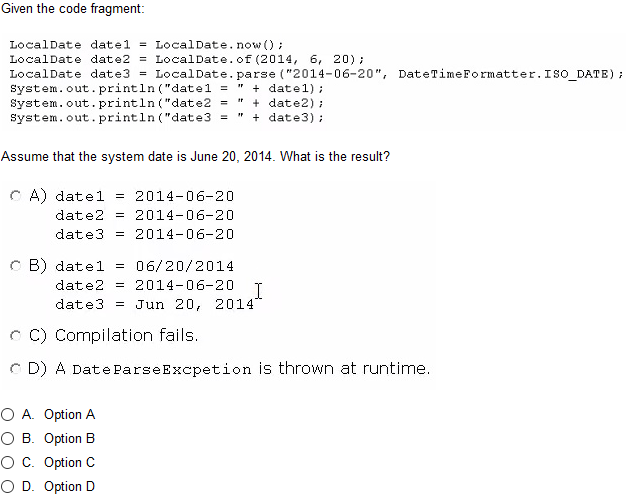 Given the code fragment:
LocalDate date1 = LocalDate.now();
LocalDate date2 = LocalDate.of(2014, 6, 20);
LocalDate date3 = LocalDate.parse("2014-06-20", DateTimeFormatter.ISO_DATE);
System.out.println("date1 = " + date1);
System.out.println("date2 = " + date2);
System.out.println("date3 = " + date3);
Assume that the system date is June 20, 2014. What is the result?
A) date1 = 2014-06-20
date2 = 2014-06-20
date3 = 2014-06-20
B) date1 = 06/20/2014
date2 = 2014-06-20
date3 = Jun 20, 2014
C) Compilation fails.
D) A DateParseExcpetion is thrown at runtime.
A. Option A
B. Option B
C. Option C
D. Option D